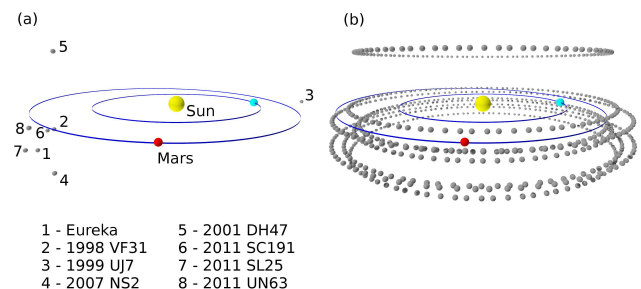 (a)
(b)
5
3
Sun
2
8
6
7
1
Mars
4
1 - Eureka
2 - 1998 VF31
3 - 1999 UJ7
4 - 2007 NS2
5 - 2001 DH47
6 - 2011 SC191
7 - 2011 SL25
8 - 2011 UN63